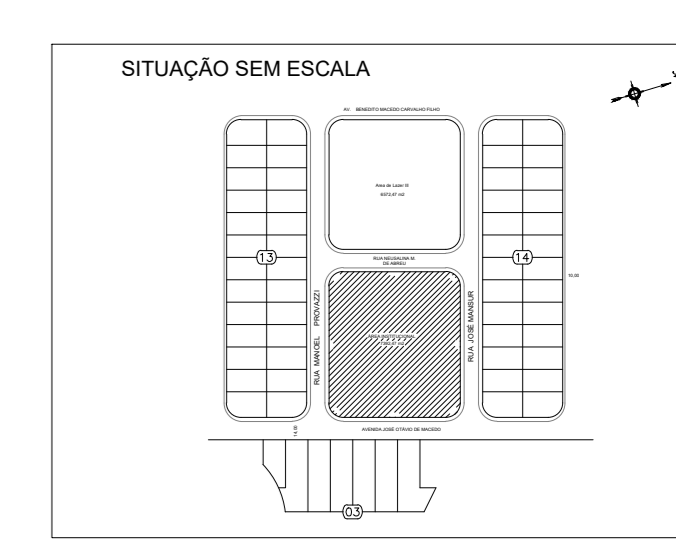 SITUAÇÃO SEM ESCALA
AV. BENEDITO MACEDO CARVALHO FILHO
Area de Lazer III
6572,47 m2
13
RUA NEUSALINA M.
DE ABREU
14
10,00
RUA MANOEL PROVAZZI
RUA JOSÉ MANSUR
14,00
AVENIDA JOSÉ OTÁVIO DE MACEDO
03